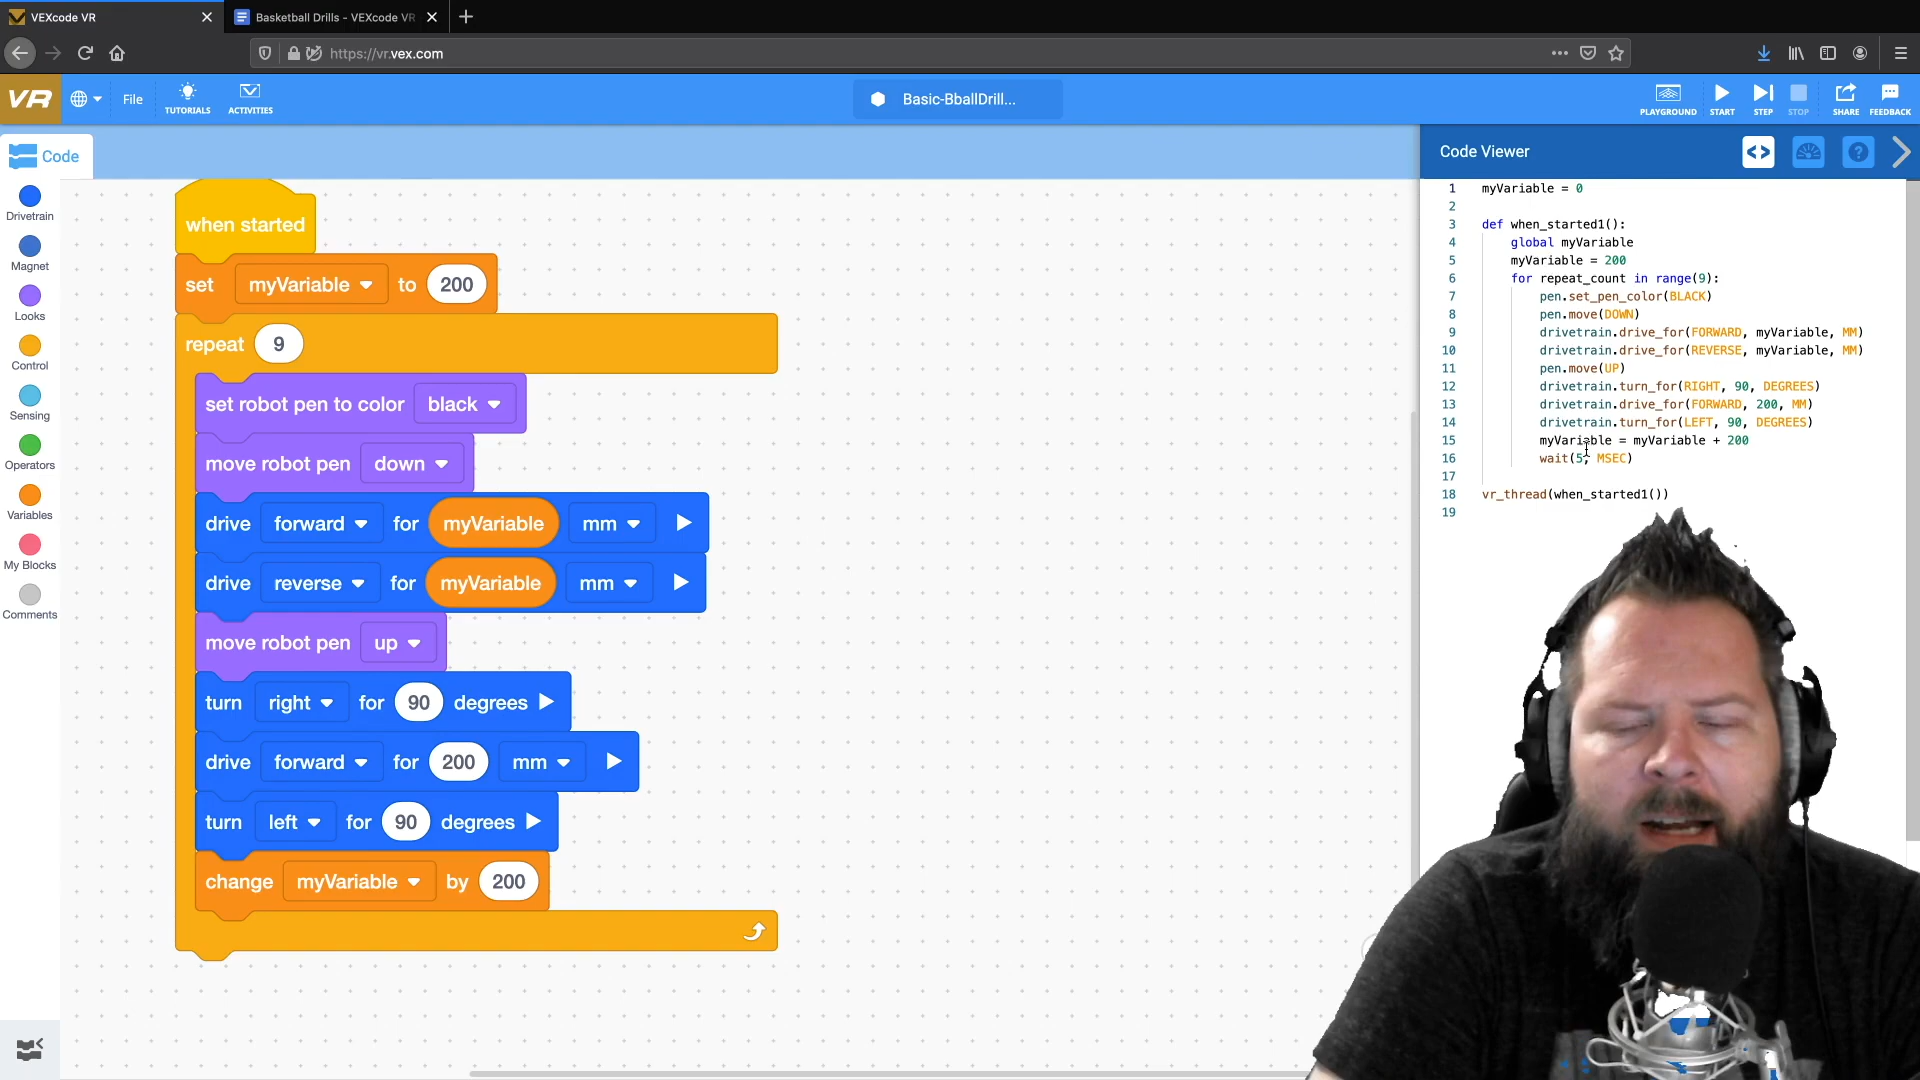 VEXcode VR
Basketball Drills - VEXcode VR
https://vr.vex.com
VR
File
TUTORIALS
ACTIVITIES
Basic-BballDrill...
PLAYGROUND
START
STEP
STOP
SHARE
FEEDBACK
Code
Code Viewer
Drivetrain
Magnet
Looks
Control
Sensing
Operators
Variables
My Blocks
Comments
when started
set myVariable to 200
repeat 9
set robot pen to color black
move robot pen down
drive forward for myVariable mm
drive reverse for myVariable mm
move robot pen up
turn right for 90 degrees
drive forward for 200 mm
turn left for 90 degrees
change myVariable by 200
1 myVariable = 0
2
3 def when_started1():
4 global myVariable
5 myVariable = 200
6 for repeat_count in range(9):
7 pen.set_pen_color(BLACK)
8 pen.move(DOWN)
9 drivetrain.drive_for(FORWARD, myVariable, MM)
10 drivetrain.drive_for(REVERSE, myVariable, MM)
11 pen.move(UP)
12 drivetrain.turn_for(RIGHT, 90, DEGREES)
13 drivetrain.drive_for(FORWARD, 200, MM)
14 drivetrain.turn_for(LEFT, 90, DEGREES)
15 myVariable = myVariable + 200
16 wait(5, MSEC)
17
18 vr_thread(when_started1())
19